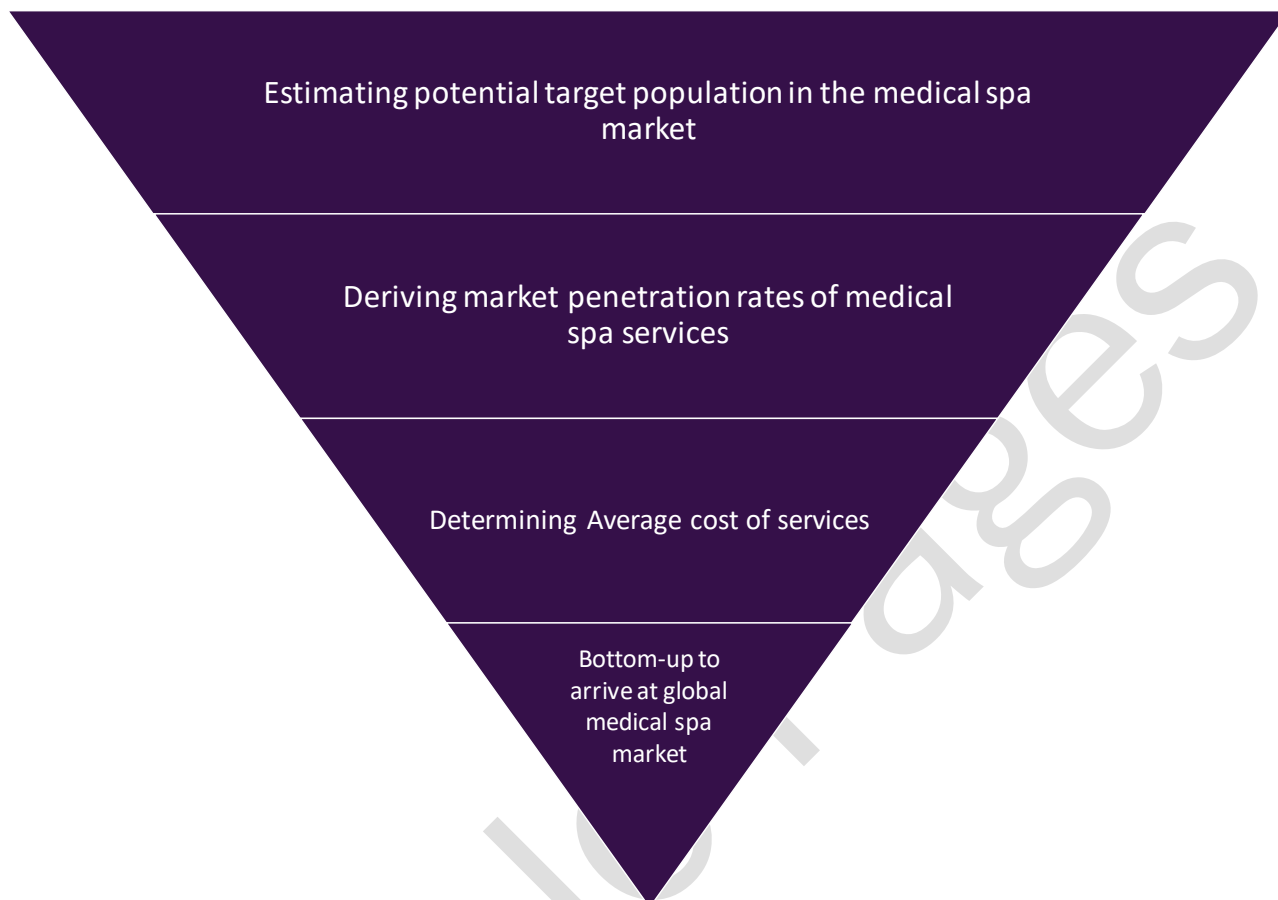 Estimating potential target population in the medical spa
market
Deriving market penetration rates of medical
spa services
Determining Average cost of services
Bottom-up to
arrive at global
medical spa
market